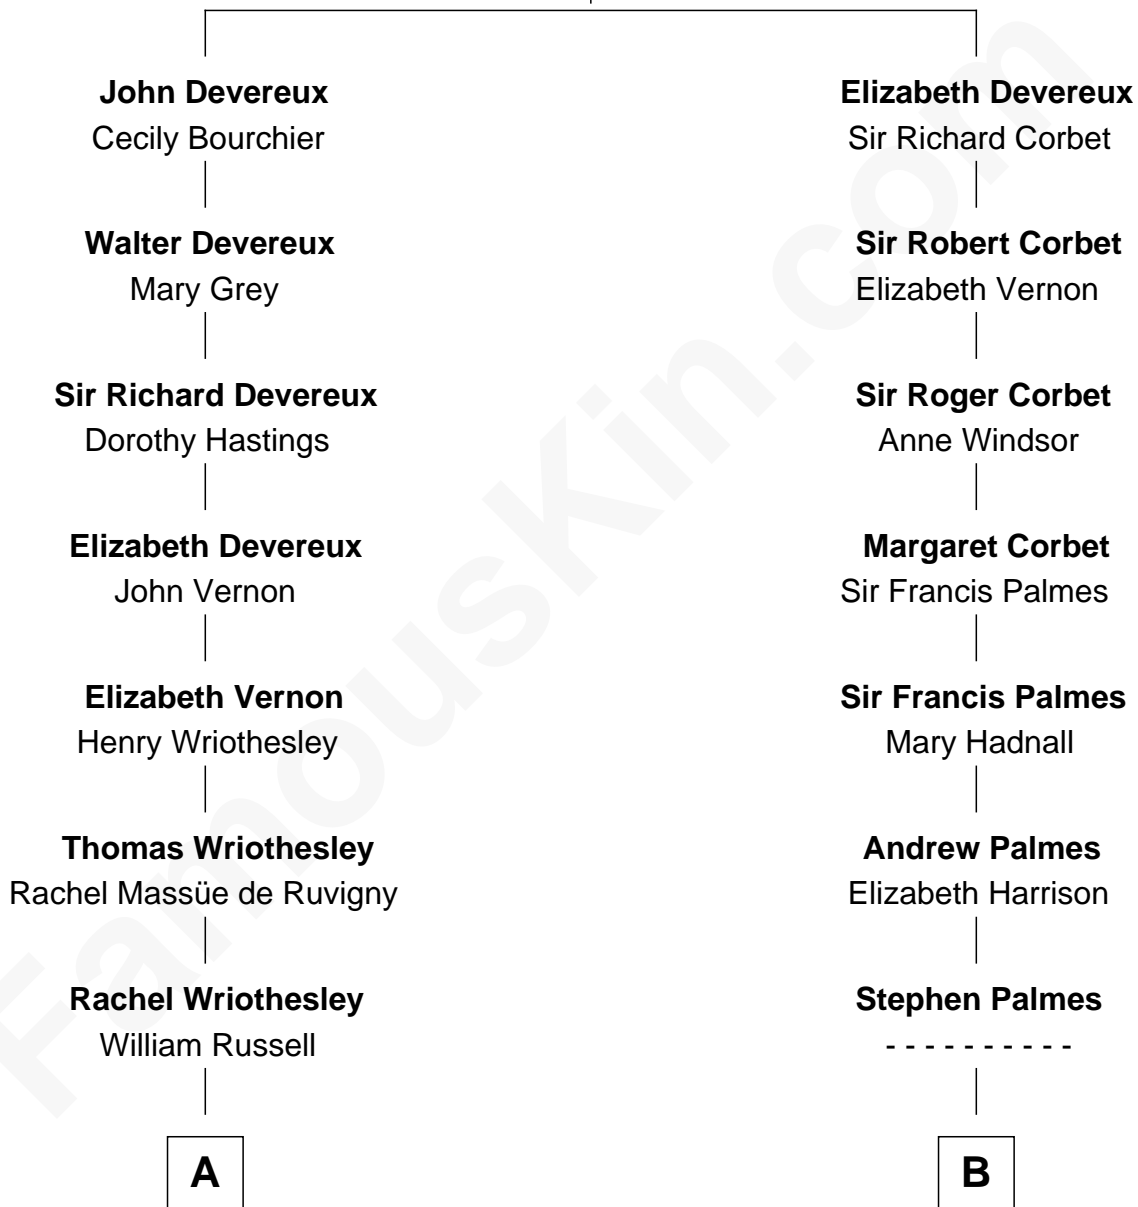 John Devereux
Cecily Bourchier
Walter Devereux
Mary Grey
Sir Richard Devereux
Dorothy Hastings
Elizabeth Devereux
John Vernon
Elizabeth Vernon
Henry Wriothesley
Thomas Wriothesley
Rachel Massüe de Ruvigny
Rachel Wriothesley
William Russell
A
Elizabeth Devereux
Sir Richard Corbet
Sir Robert Corbet
Elizabeth Vernon
Sir Roger Corbet
Anne Windsor
Margaret Corbet
Sir Francis Palmes
Sir Francis Palmes
Mary Hadnall
Andrew Palmes
Elizabeth Harrison
Stephen Palmes
- - - - - - - - - -
B
FamousKin.com